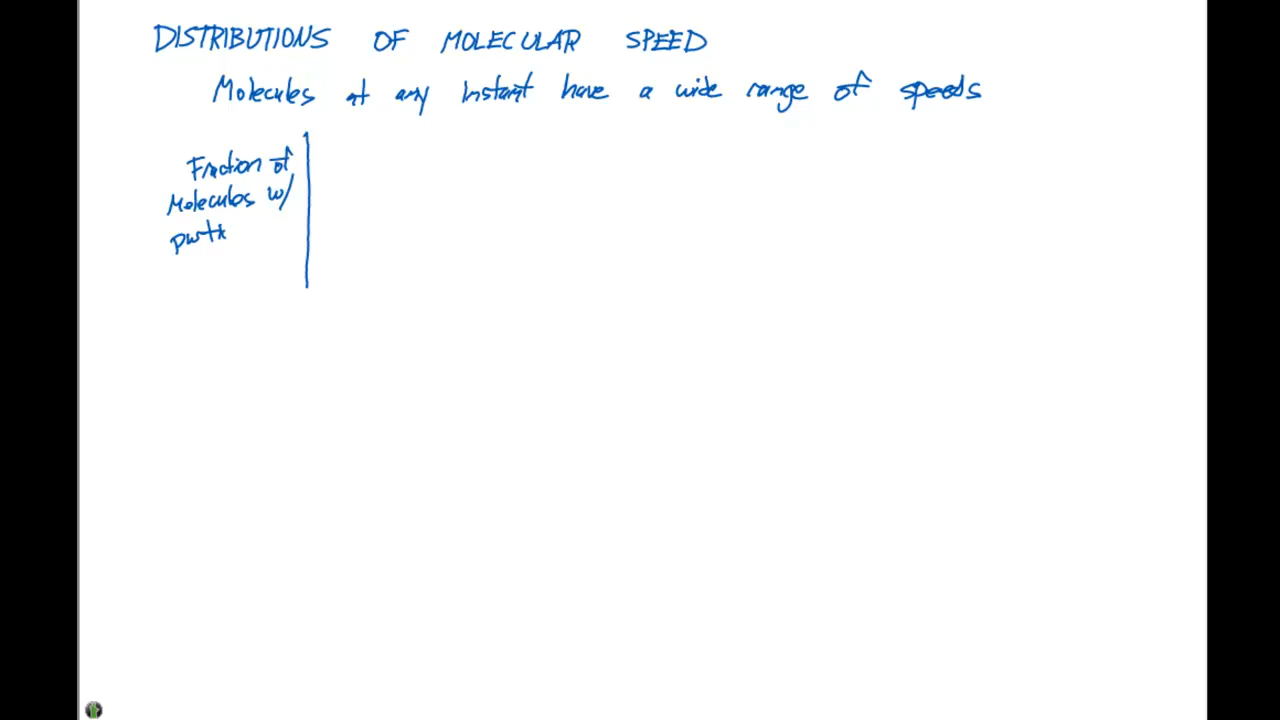 DISTRIBUTIONS OF MOLECULAR SPEED
Molecules at any instant have a wide range of speeds
Fraction of
Molecules w/